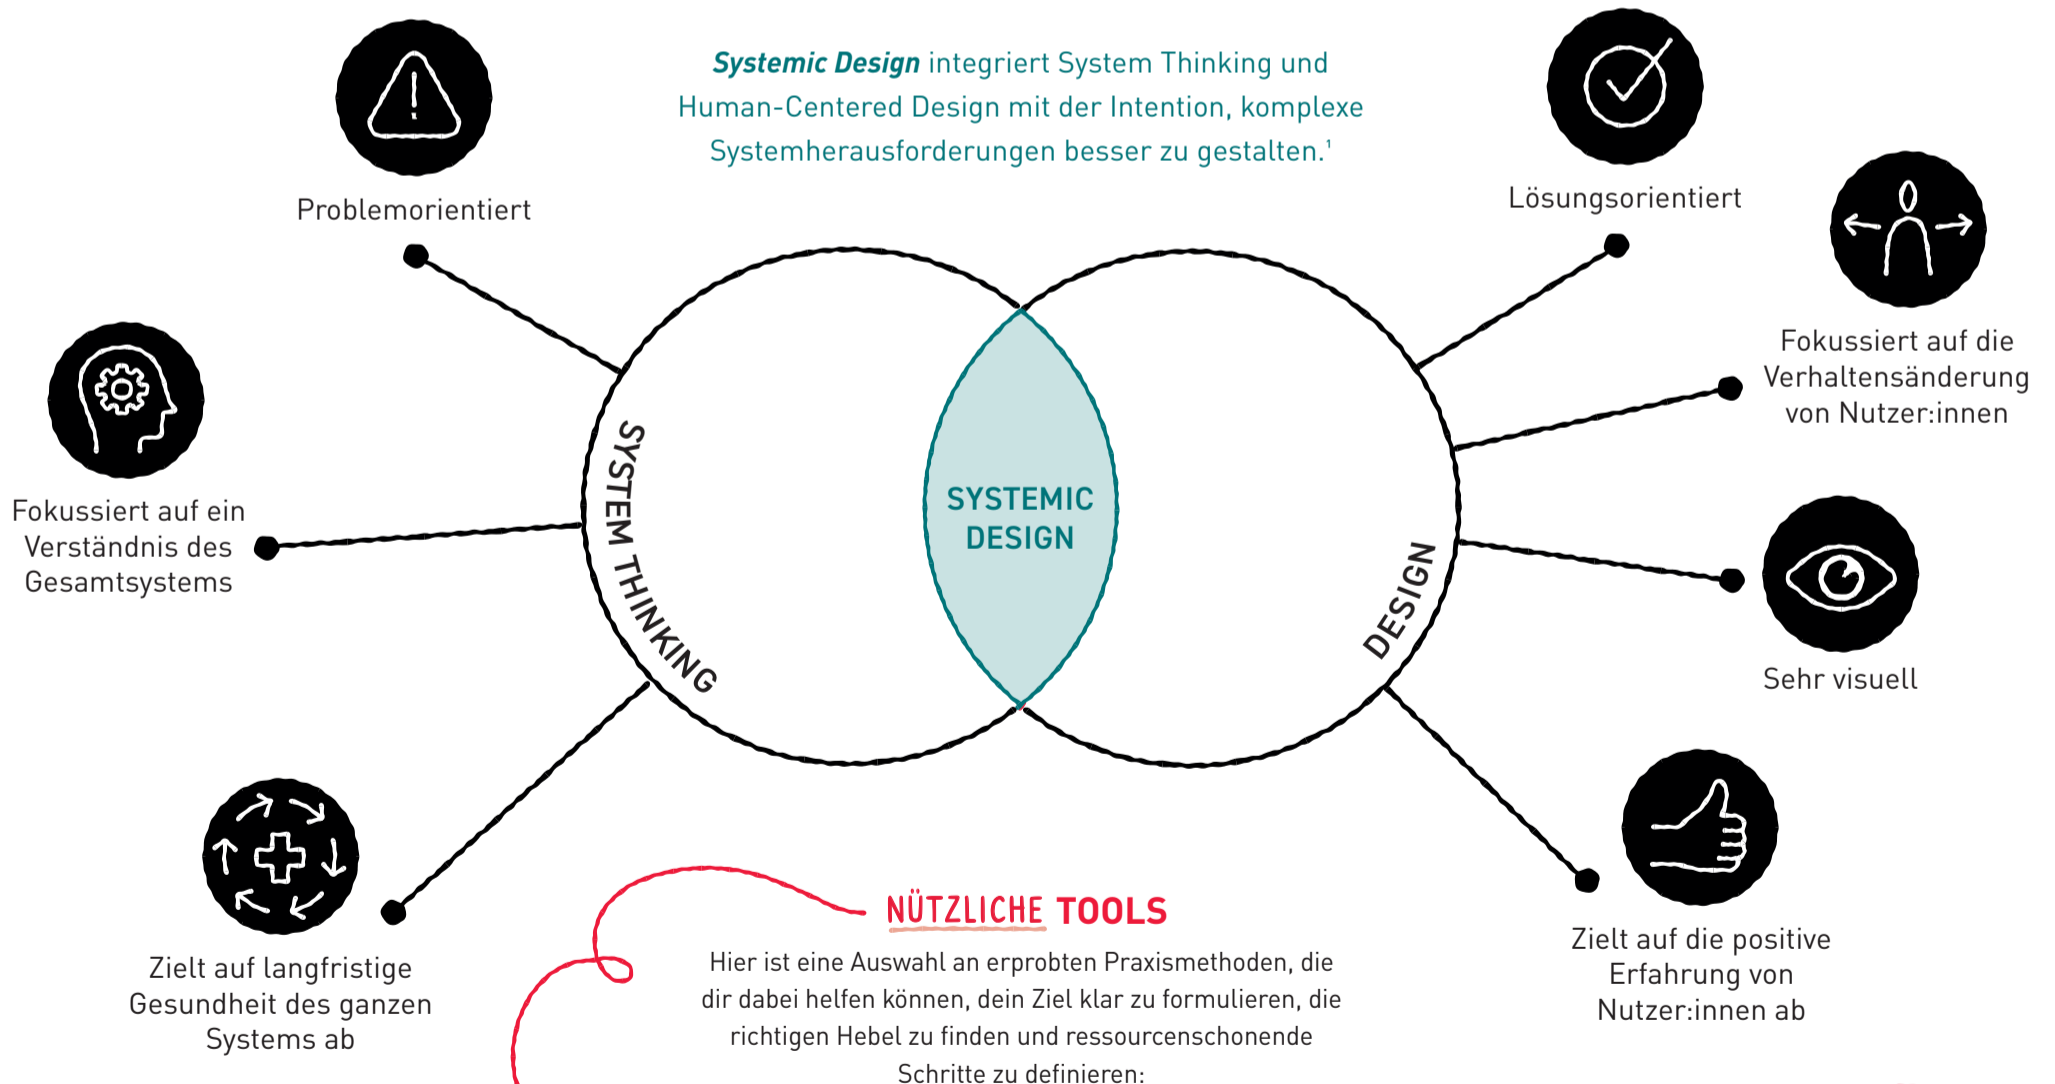 Systemic Design integriert System Thinking und
Human-Centered Design mit der Intention, komplexe
Systemherausforderungen besser zu gestalten.¹
Problemorientiert
Fokussiert auf ein
Verständnis des
Gesamtsystems
Zielt auf langfristige
Gesundheit des ganzen
Systems ab
SYSTEM THINKING
SYSTEMIC
DESIGN
DESIGN
Lösungsorientiert
Fokussiert auf die
Verhaltensänderung
von Nutzer:innen
Sehr visuell
Zielt auf die positive
Erfahrung von
Nutzer:innen ab
NÜTZLICHE TOOLS
Hier ist eine Auswahl an erprobten Praxismethoden, die
dir dabei helfen können, dein Ziel klar zu formulieren, die
richtigen Hebel zu finden und ressourcenschonende
Schritte zu definieren: